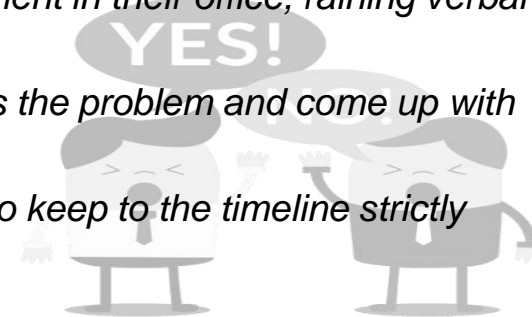 ment in their office, raining verbal
YES!
NO!
s the problem and come up with
o keep to the timeline strictly